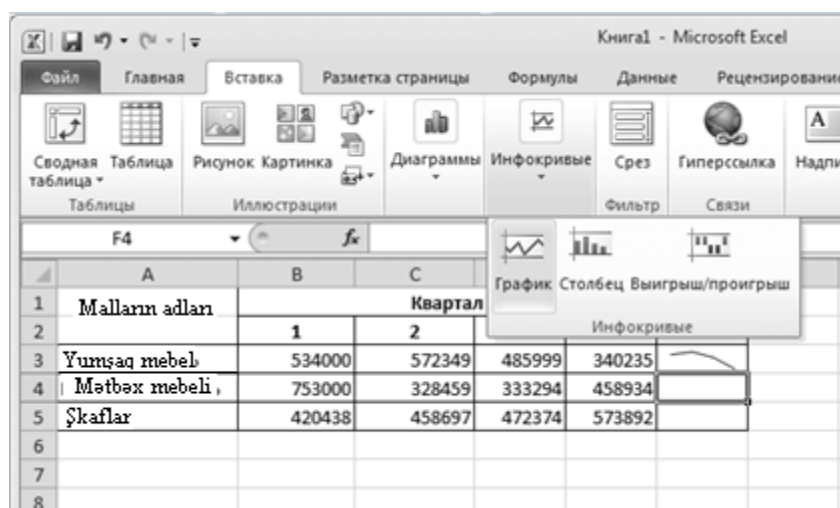 Книга1 - Microsoft Excel
Файл Главная Вставка Разметка страницы Формулы Данные
Сводная таблица Таблица Рисунок Картинка Диаграммы Инфокривые Срез Гиперссылка
Таблицы Иллюстрации Фильтр Связи
F4 fx
График Столбец Выигрыш/проигрыш
Инфокривые
A B C
1 Malların adları Квартал
2 1 2
3 Yumşaq mebel 534000 572349 485999 340235
4 Mətbəx mebeli 753000 328459 333294 458934
5 Şkaflar 420438 458697 472374 573892
6
7
8